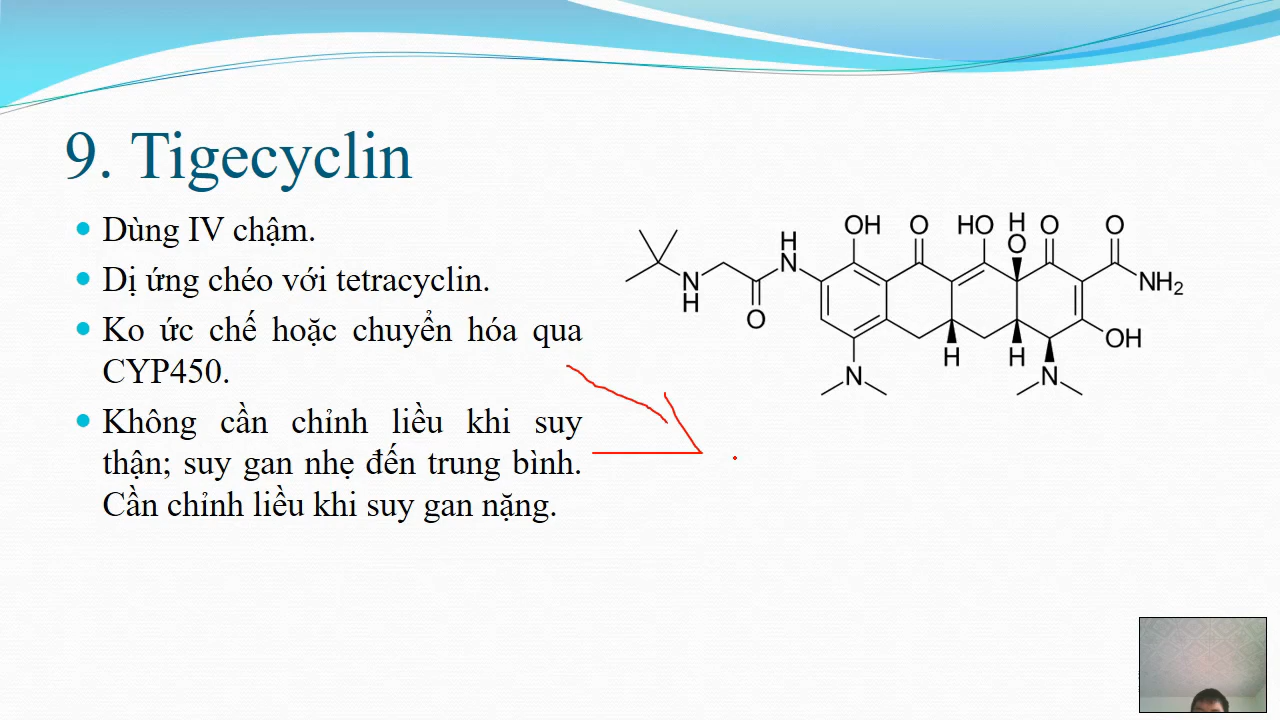 9. Tigecyclin
Dùng IV chậm.
Dị ứng chéo với tetracyclin.
Ko ức chế hoặc chuyển hóa qua
CYP450.
Không cần chỉnh liều khi suy
thận; suy gan nhẹ đến trung bình.
Cần chỉnh liều khi suy gan nặng.
H
OH O HO O O
H O
N
N NH2
H
O
OH
H H
N N